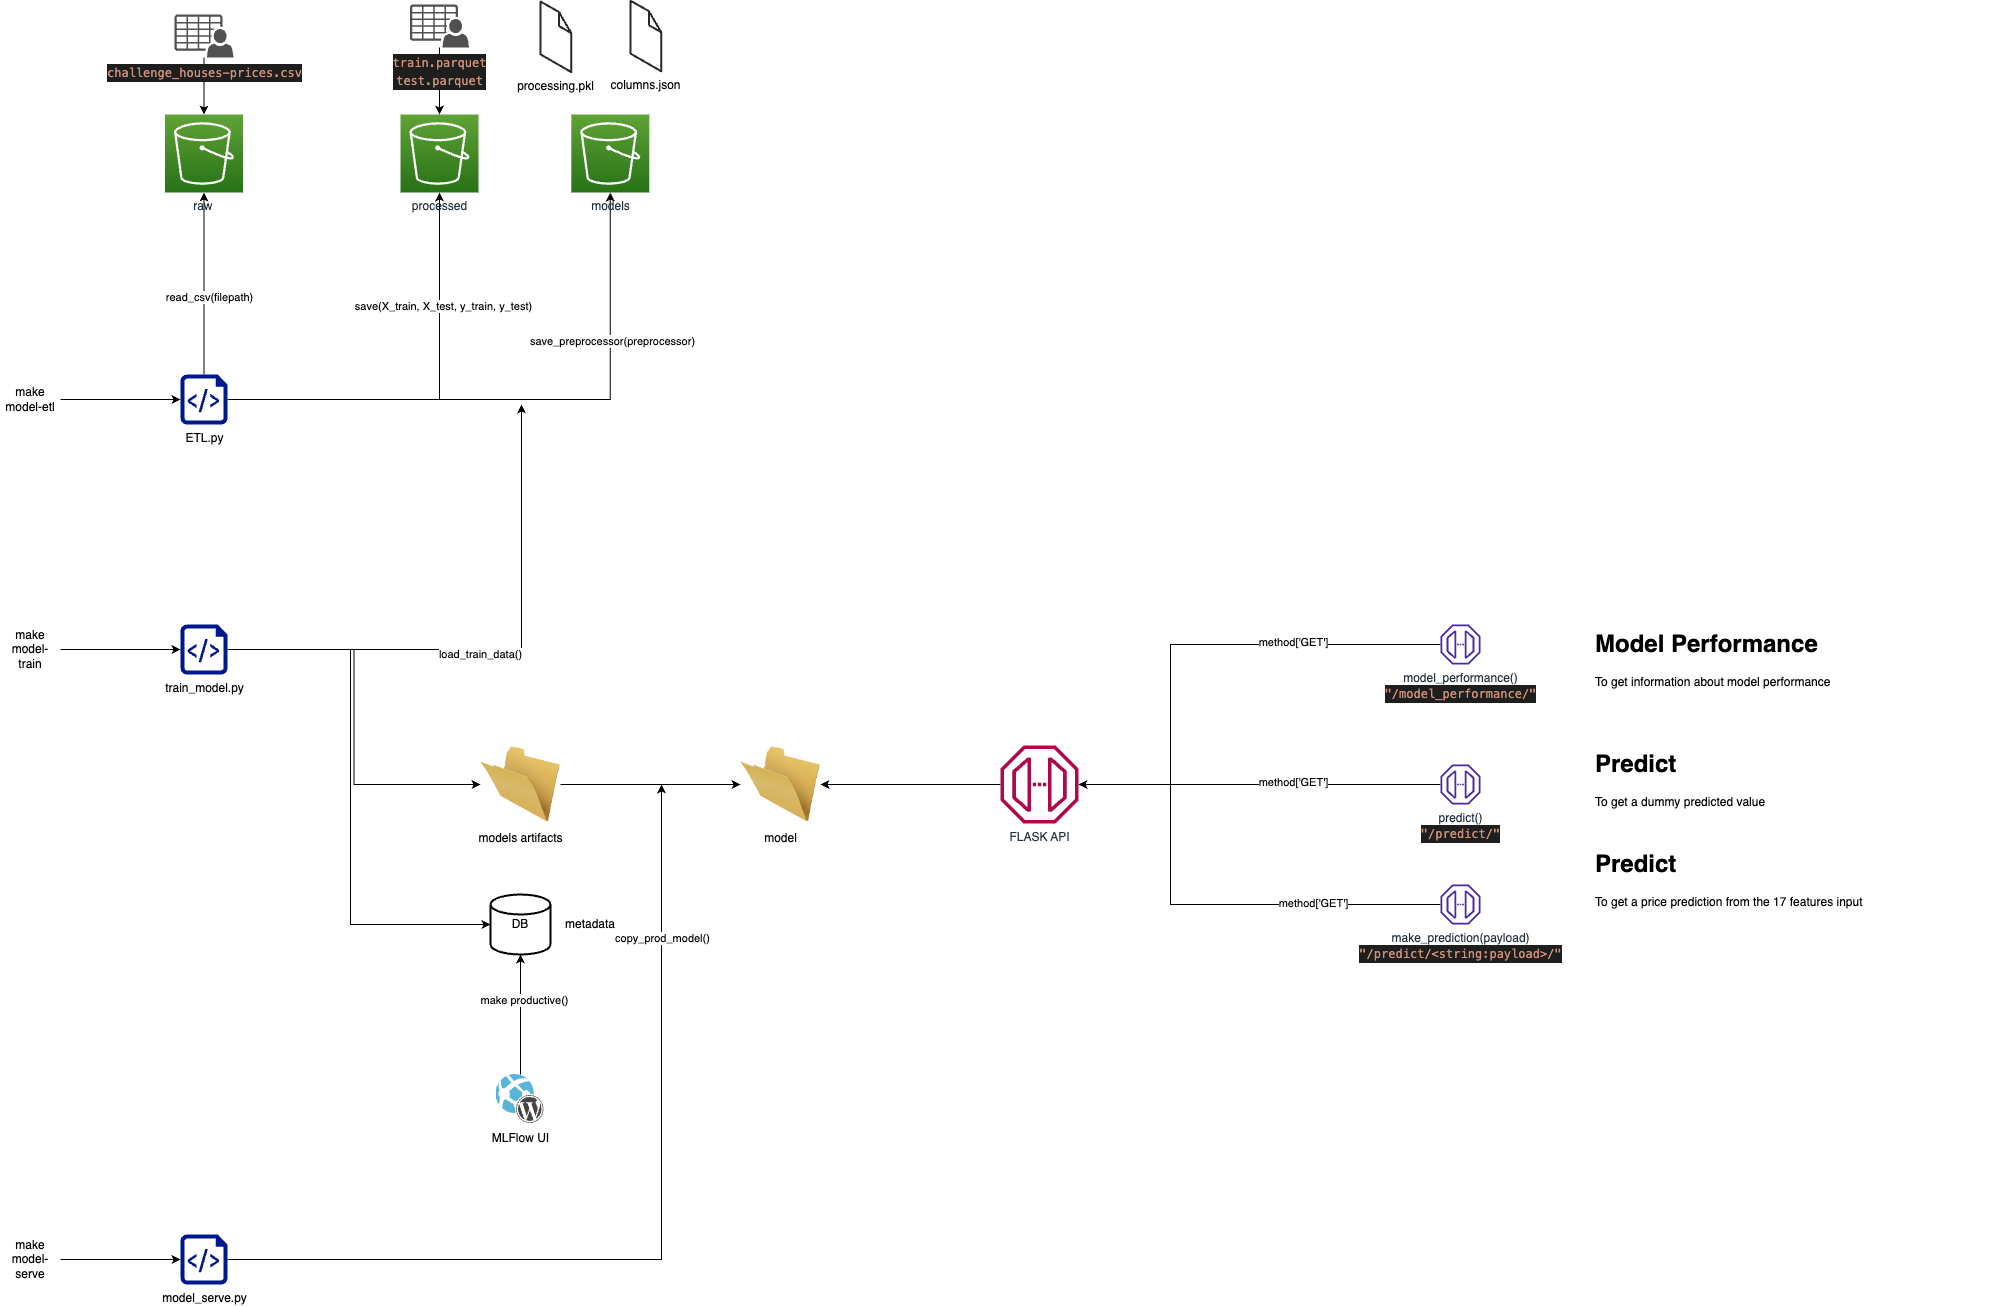 challenge_houses-prices.csv
train.parquet
test.parquet
processing.pkl
columns.json
raw
processed
models
read_csv(filepath)
save(X_train, X_test, y_train, y_test)
save_preprocessor(preprocessor)
make
model-etl
ETL.py
make
model-
train
train_model.py
load_train_data()
method['GET']
model_performance()
"/model_performance/"
Model Performance
To get information about model performance
models artifacts
model
FLASK API
method['GET']
predict()
"/predict/"
Predict
To get a dummy predicted value
method['GET']
make_prediction(payload)
"/predict/<string:payload>/"
Predict
To get a price prediction from the 17 features input
DB
metadata
copy_prod_model()
make productive()
W
MLFlow UI
make
model-
serve
model_serve.py